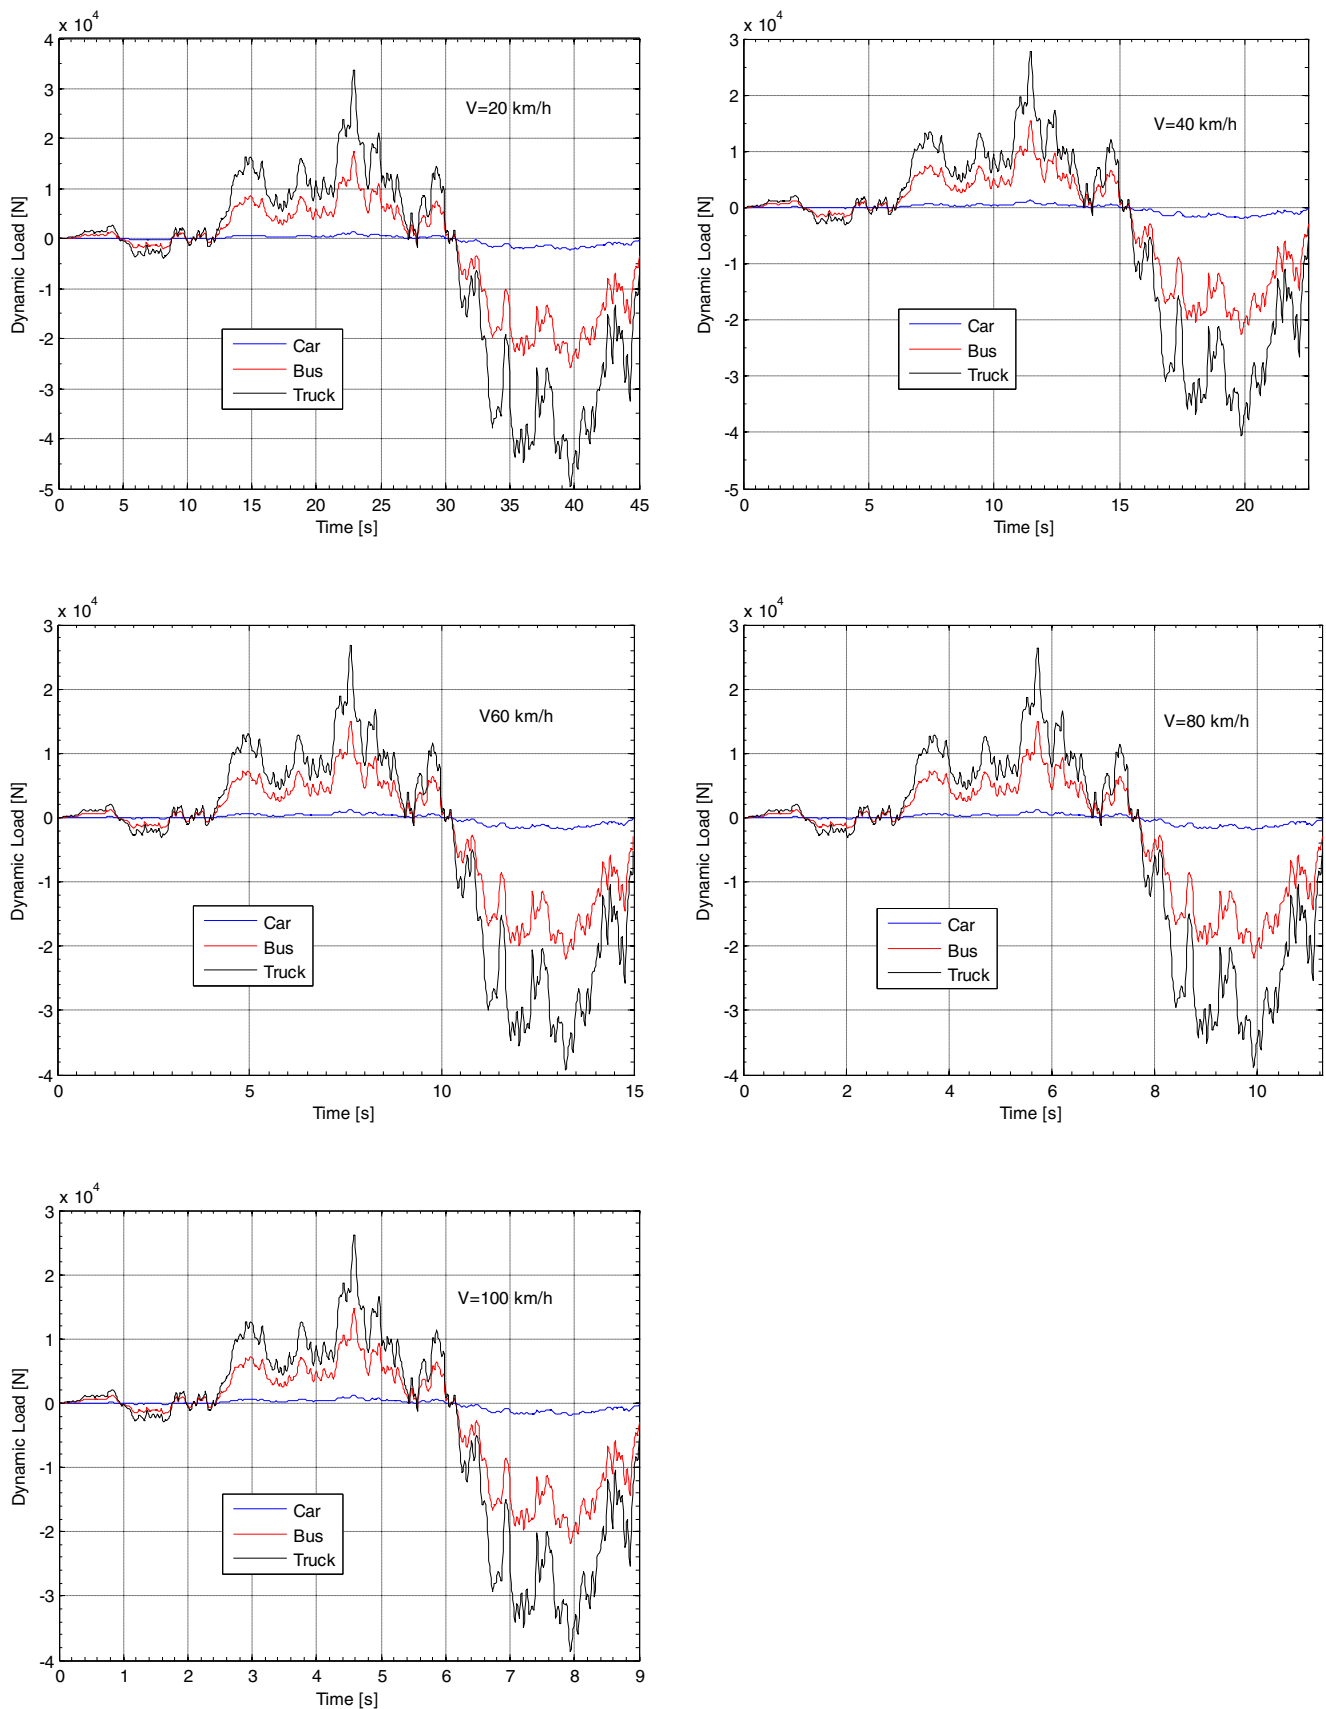 x 10^4
4
3
2
1
0
-1
-2
-3
-4
-5
0 5 10 15 20 25 30 35 40 45
Time [s]
Dynamic Load [N]
V=20 km/h
Car
Bus
Truck
x 10^4
3
2
1
0
-1
-2
-3
-4
-5
0 5 10 15 20
Time [s]
Dynamic Load [N]
V=40 km/h
Car
Bus
Truck
x 10^4
3
2
1
0
-1
-2
-3
-4
0 5 10 15
Time [s]
Dynamic Load [N]
V60 km/h
Car
Bus
Truck
x 10^4
3
2
1
0
-1
-2
-3
-4
0 2 4 6 8 10
Time [s]
Dynamic Load [N]
V=80 km/h
Car
Bus
Truck
x 10^4
3
2
1
0
-1
-2
-3
-4
0 1 2 3 4 5 6 7 8 9
Time [s]
Dynamic Load [N]
V=100 km/h
Car
Bus
Truck